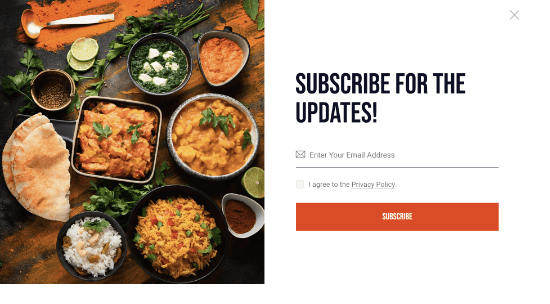 SUBSCRIBE FOR THE
UPDATES!
Enter Your Email Address
I agree to the Privacy Policy.
SUBSCRIBE